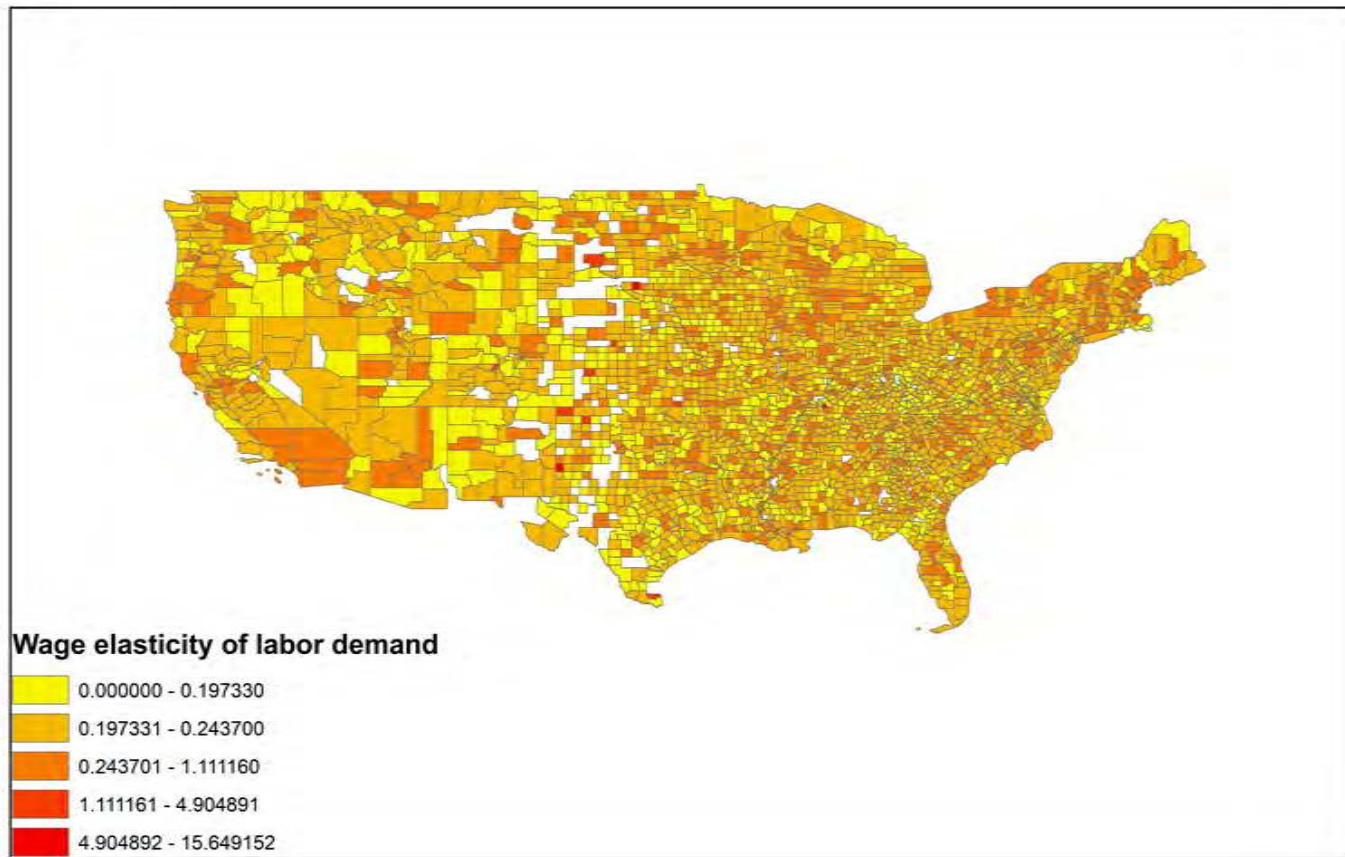 Wage elasticity of labor demand
0.000000 - 0.197330
0.197331 - 0.243700
0.243701 - 1.111160
1.111161 - 4.904891
4.904892 - 15.649152